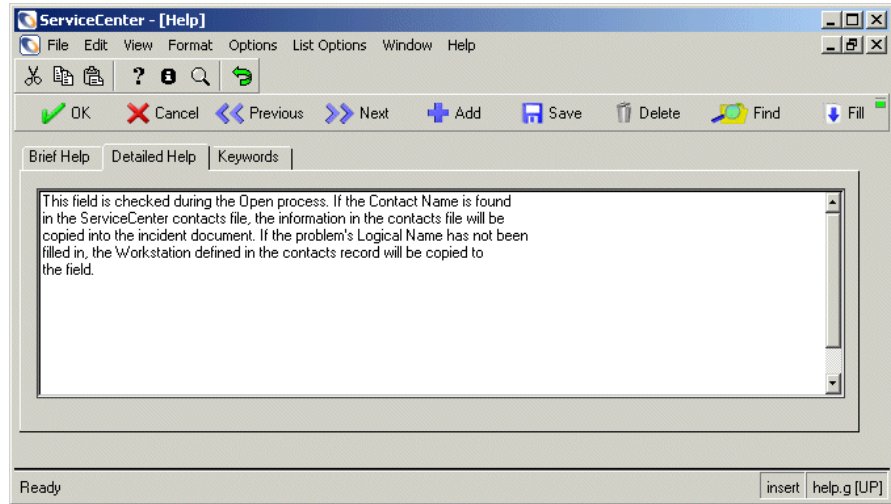 ServiceCenter - [Help]
File Edit View Format Options List Options Window Help
OK Cancel Previous Next Add Save Delete Find Fill
Brief Help Detailed Help Keywords
This field is checked during the Open process. If the Contact Name is found
in the ServiceCenter contacts file, the information in the contacts file will be
copied into the incident document. If the problem's Logical Name has not been
filled in, the Workstation defined in the contacts record will be copied to
the field.
Ready insert help.g [UP]